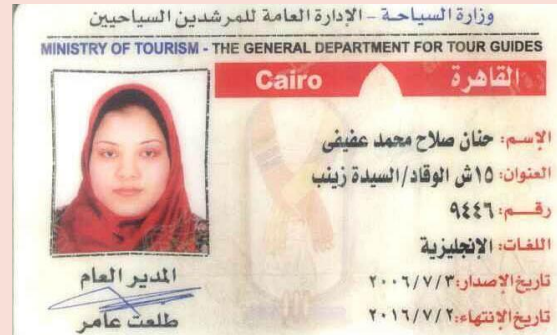 وزارة السياحة - الإدارة العامة للمرشدين السياحيين
MINISTRY OF TOURISM - THE GENERAL DEPARTMENT FOR TOUR GUIDES
Cairo القاهرة
الإسم: حنان صلاح محمد عفيفى
العنوان: ١٥ش الوقاد/السيدة زينب
رقم: ٩٤٤٦
اللغات: الإنجليزية
تاريخ الإصدار: ٢٠٠٦/٧/٣
تاريخ الإنتهاء: ٢٠١٦/٧/٢
المدير العام
طلعت عامر